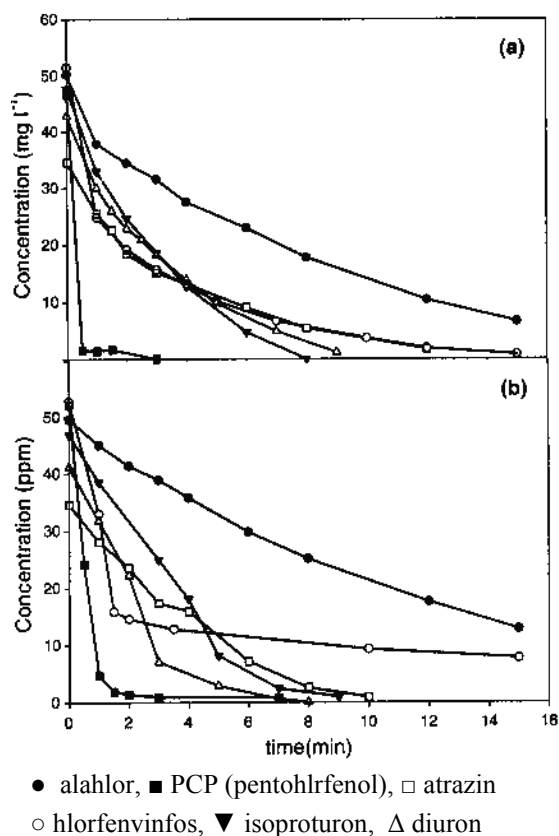 60
(a)
50
Concentration (mg l⁻¹)
40
30
20
10
(b)
50
Concentration (ppm)
40
30
20
10
0
0 2 4 6 8 10 12 14 16
time(min)
● alahlor, ■ PCP (pentohlrfenol), □ atrazin
○ hlorfenvinfos, ▼ isoproturon, Δ diuron